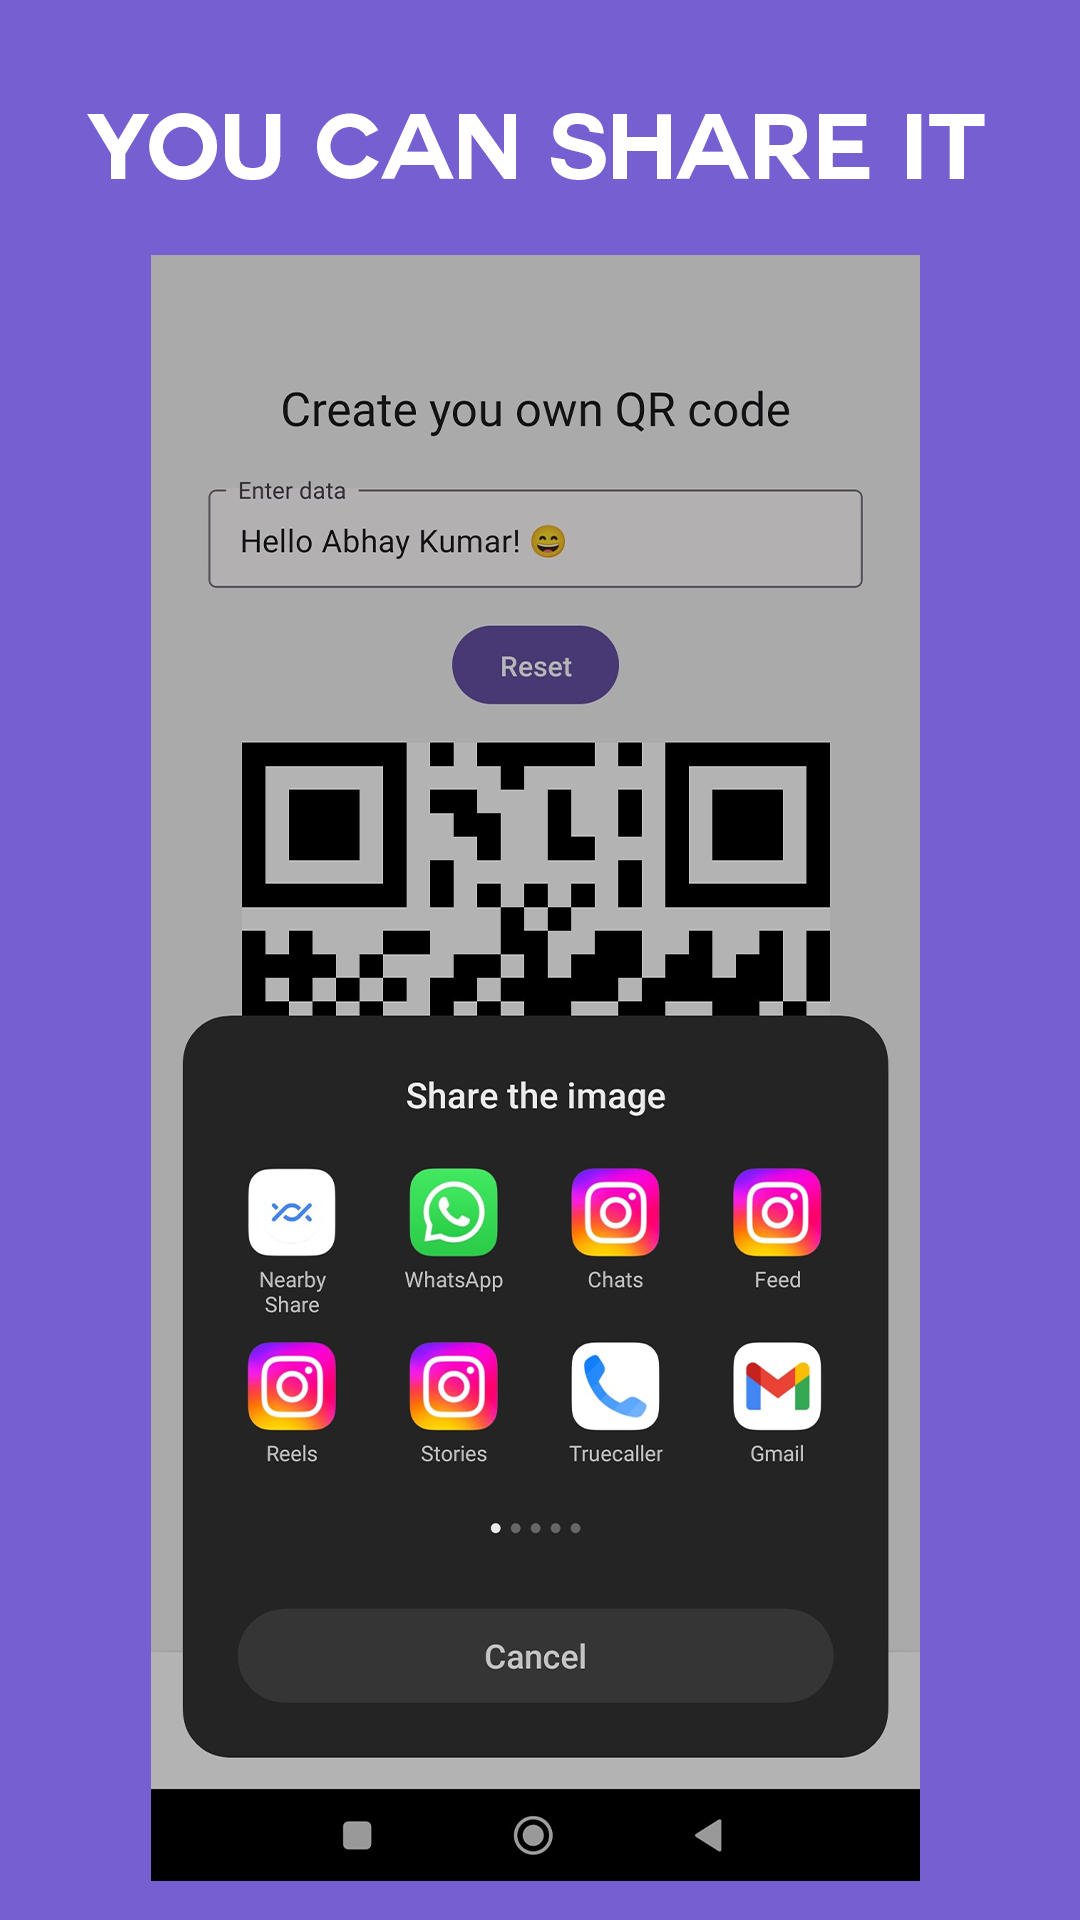 YOU CAN SHARE IT
Create you own QR code
Enter data
Hello Abhay Kumar! 😄
Reset
Share the image
Nearby
Share
WhatsApp
Chats
Feed
Reels
Stories
Truecaller
Gmail
Cancel